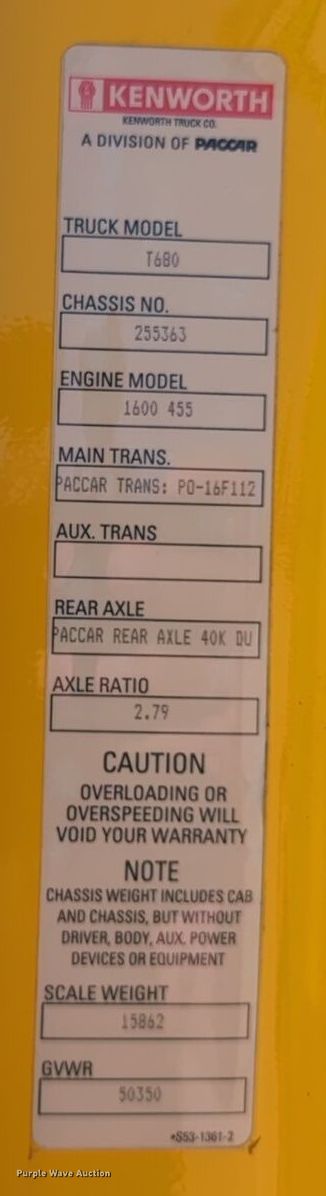 KENWORTH
KENWORTH TRUCK CO.
A DIVISION OF PACCAR
TRUCK MODEL
T680
CHASSIS NO.
255363
ENGINE MODEL
1600 455
MAIN TRANS.
PACCAR TRANS: PO-16F112
AUX. TRANS
REAR AXLE
PACCAR REAR AXLE 40K DU
AXLE RATIO
2.79
CAUTION
OVERLOADING OR
OVERSPEEDING WILL
VOID YOUR WARRANTY
NOTE
CHASSIS WEIGHT INCLUDES CAB
AND CHASSIS, BUT WITHOUT
DRIVER, BODY, AUX. POWER
DEVICES OR EQUIPMENT
SCALE WEIGHT
15862
GVWR
50350
*S53-1361-2
Purple Wave Auction